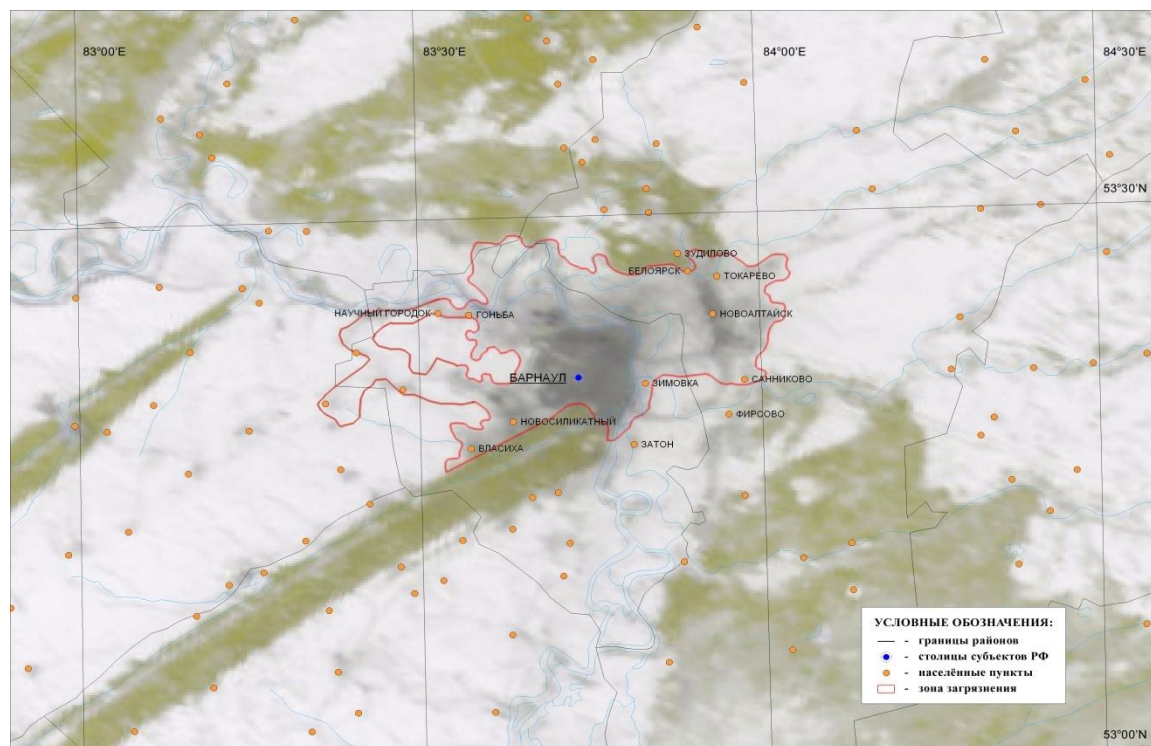 83°00'E
83°30'E
84°00'E
84°30'E
53°30'N
ЗУДИЛОВО
БЕЛОЯРСК
ТОКАРЕВО
НАУЧНЫЙ ГОРОДОК
ГОНЬБА
НОВОАЛТАЙСК
БАРНАУЛ
ЗИМОВКА
САННИКОВО
НОВОСИЛИКАТНЫЙ
ФИРСОВО
ВЛАСИХА
ЗАТОН
УСЛОВНЫЕ ОБОЗНАЧЕНИЯ:
- границы районов
- столицы субъектов РФ
- населённые пункты
- зона загрязнения
53°00'N